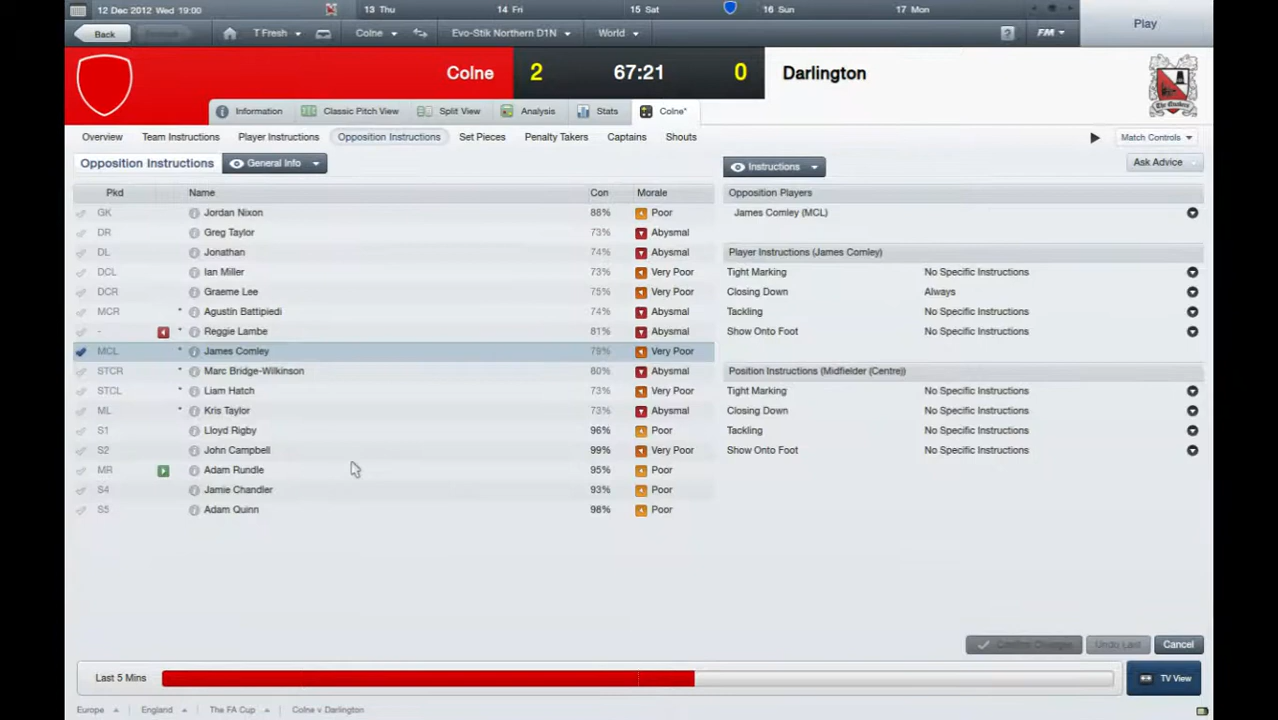 12 Dec 2012 Wed 19:00 13 Thu 14 Fri 15 Sat 16 Sun 17 Mon
Play
Back T Fresh Colne Evo-Stik Northern D1N World ? FM
Colne 2 67:21 0 Darlington
The Quakers
Information Classic Pitch View Split View Analysis Stats Colne*
Overview Team Instructions Player Instructions Opposition Instructions Set Pieces Penalty Takers Captains Shouts Match Controls
Opposition Instructions General Info Instructions Ask Advice
Pkd Name Con Morale Opposition Players
GK Jordan Nixon 88% Poor James Comley (MCL)
DR Greg Taylor 73% Abysmal
DL Jonathan 74% Abysmal Player Instructions (James Comley)
DCL Ian Miller 73% Very Poor Tight Marking No Specific Instructions
DCR Graeme Lee 75% Very Poor Closing Down Always
MCR * Agustin Battipiedi 74% Abysmal Tackling No Specific Instructions
- * Reggie Lambe 81% Abysmal Show Onto Foot No Specific Instructions
MCL * James Comley 79% Very Poor
STCR * Marc Bridge-Wilkinson 80% Abysmal Position Instructions (Midfielder (Centre))
STCL * Liam Hatch 73% Very Poor Tight Marking No Specific Instructions
ML * Kris Taylor 73% Abysmal Closing Down No Specific Instructions
S1 Lloyd Rigby 96% Poor Tackling No Specific Instructions
S2 John Campbell 99% Very Poor Show Onto Foot No Specific Instructions
MR Adam Rundle 95% Poor
S4 Jamie Chandler 93% Poor
S5 Adam Quinn 98% Poor
Confirm Changes Undo Last Cancel
Last 5 Mins TV View
Europe England The FA Cup Colne v Darlington